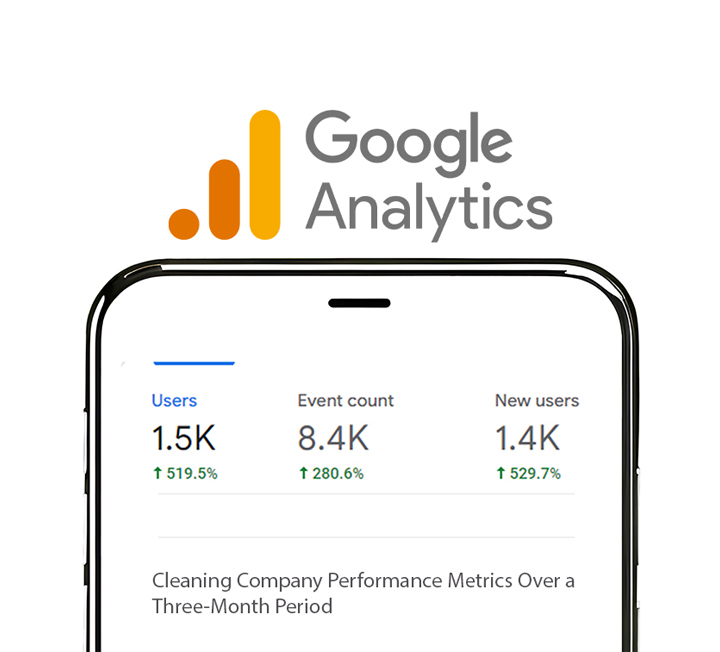 Google
Analytics
Users
Event count
New users
1.5K
8.4K
1.4K
↑ 519.5%
↑ 280.6%
↑ 529.7%
Cleaning Company Performance Metrics Over a
Three-Month Period